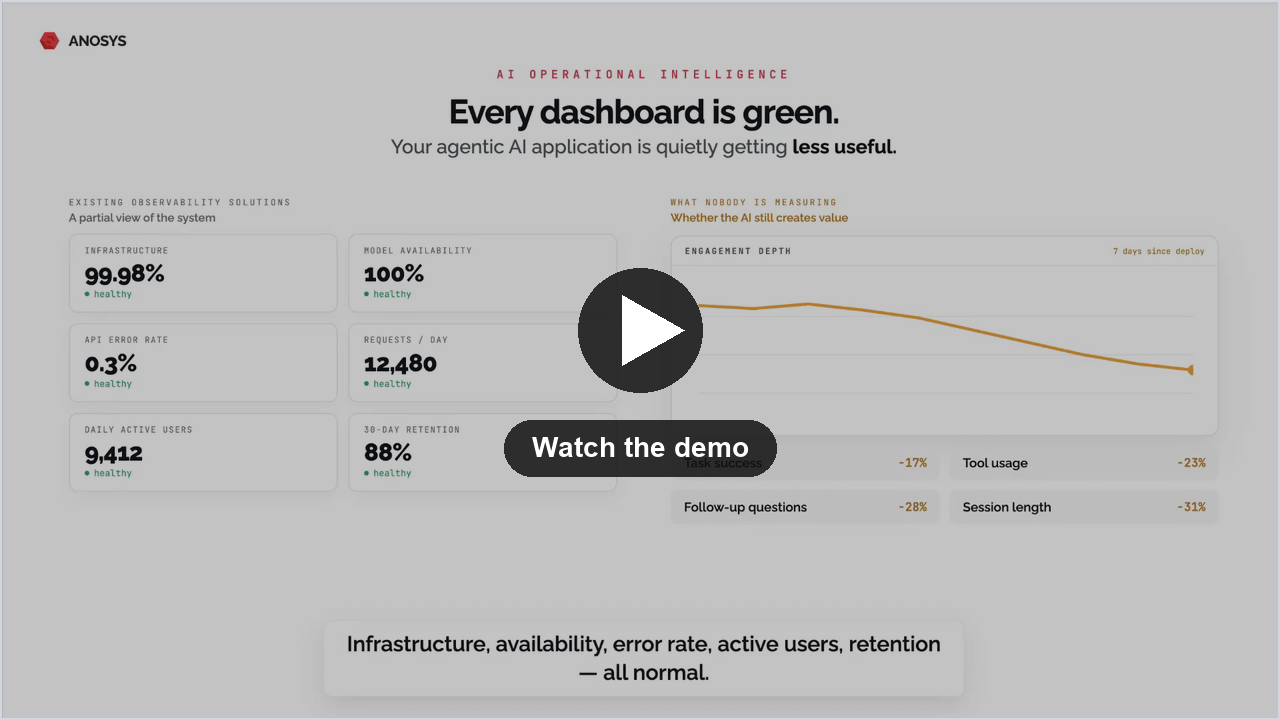 ANOSYS
AI OPERATIONAL INTELLIGENCE
Every dashboard is green.
Your agentic AI application is quietly getting less useful.
EXISTING OBSERVABILITY SOLUTIONS
A partial view of the system
INFRASTRUCTURE
99.98%
healthy
MODEL AVAILABILITY
100%
healthy
API ERROR RATE
0.3%
healthy
REQUESTS / DAY
12,480
healthy
DAILY ACTIVE USERS
9,412
healthy
30-DAY RETENTION
88%
healthy
WHAT NOBODY IS MEASURING
Whether the AI still creates value
ENGAGEMENT DEPTH
7 days since deploy
Task success
-17%
Tool usage
-23%
Follow-up questions
-28%
Session length
-31%
Watch the demo
Infrastructure, availability, error rate, active users, retention
— all normal.